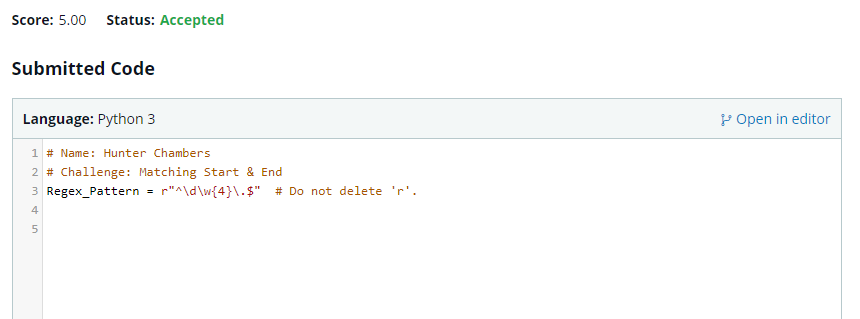 Score: 5.00 Status: Accepted
Submitted Code
Language: Python 3 Open in editor
1 # Name: Hunter Chambers
2 # Challenge: Matching Start & End
3 Regex_Pattern = r"^\d\w{4}\.$"  # Do not delete 'r'.
4
5